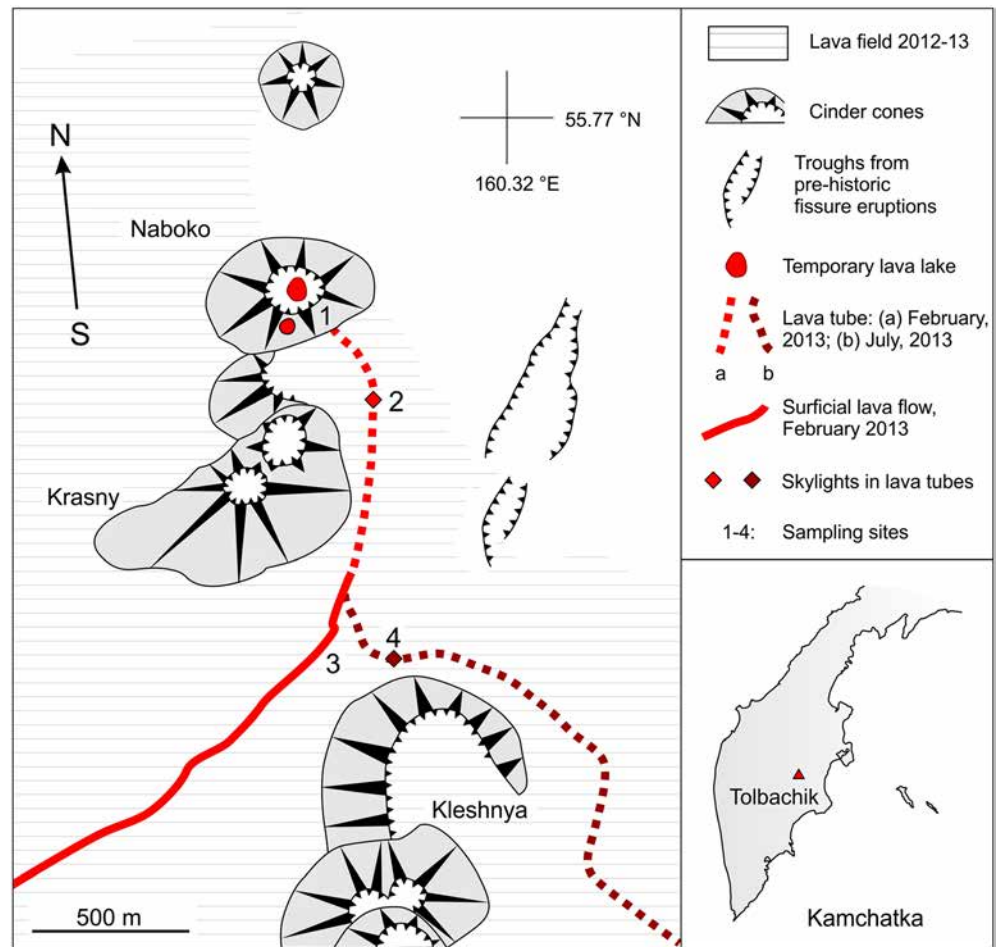 N
S
55.77 °N
160.32 °E
Naboko
1
2
Krasny
3
4
Kleshnya
500 m
Lava field 2012-13
Cinder cones
Troughs from
pre-historic
fissure eruptions
Temporary lava lake
Lava tube: (a) February,
2013; (b) July, 2013
a b
Surficial lava flow,
February 2013
Skylights in lava tubes
1-4: Sampling sites
Tolbachik
Kamchatka